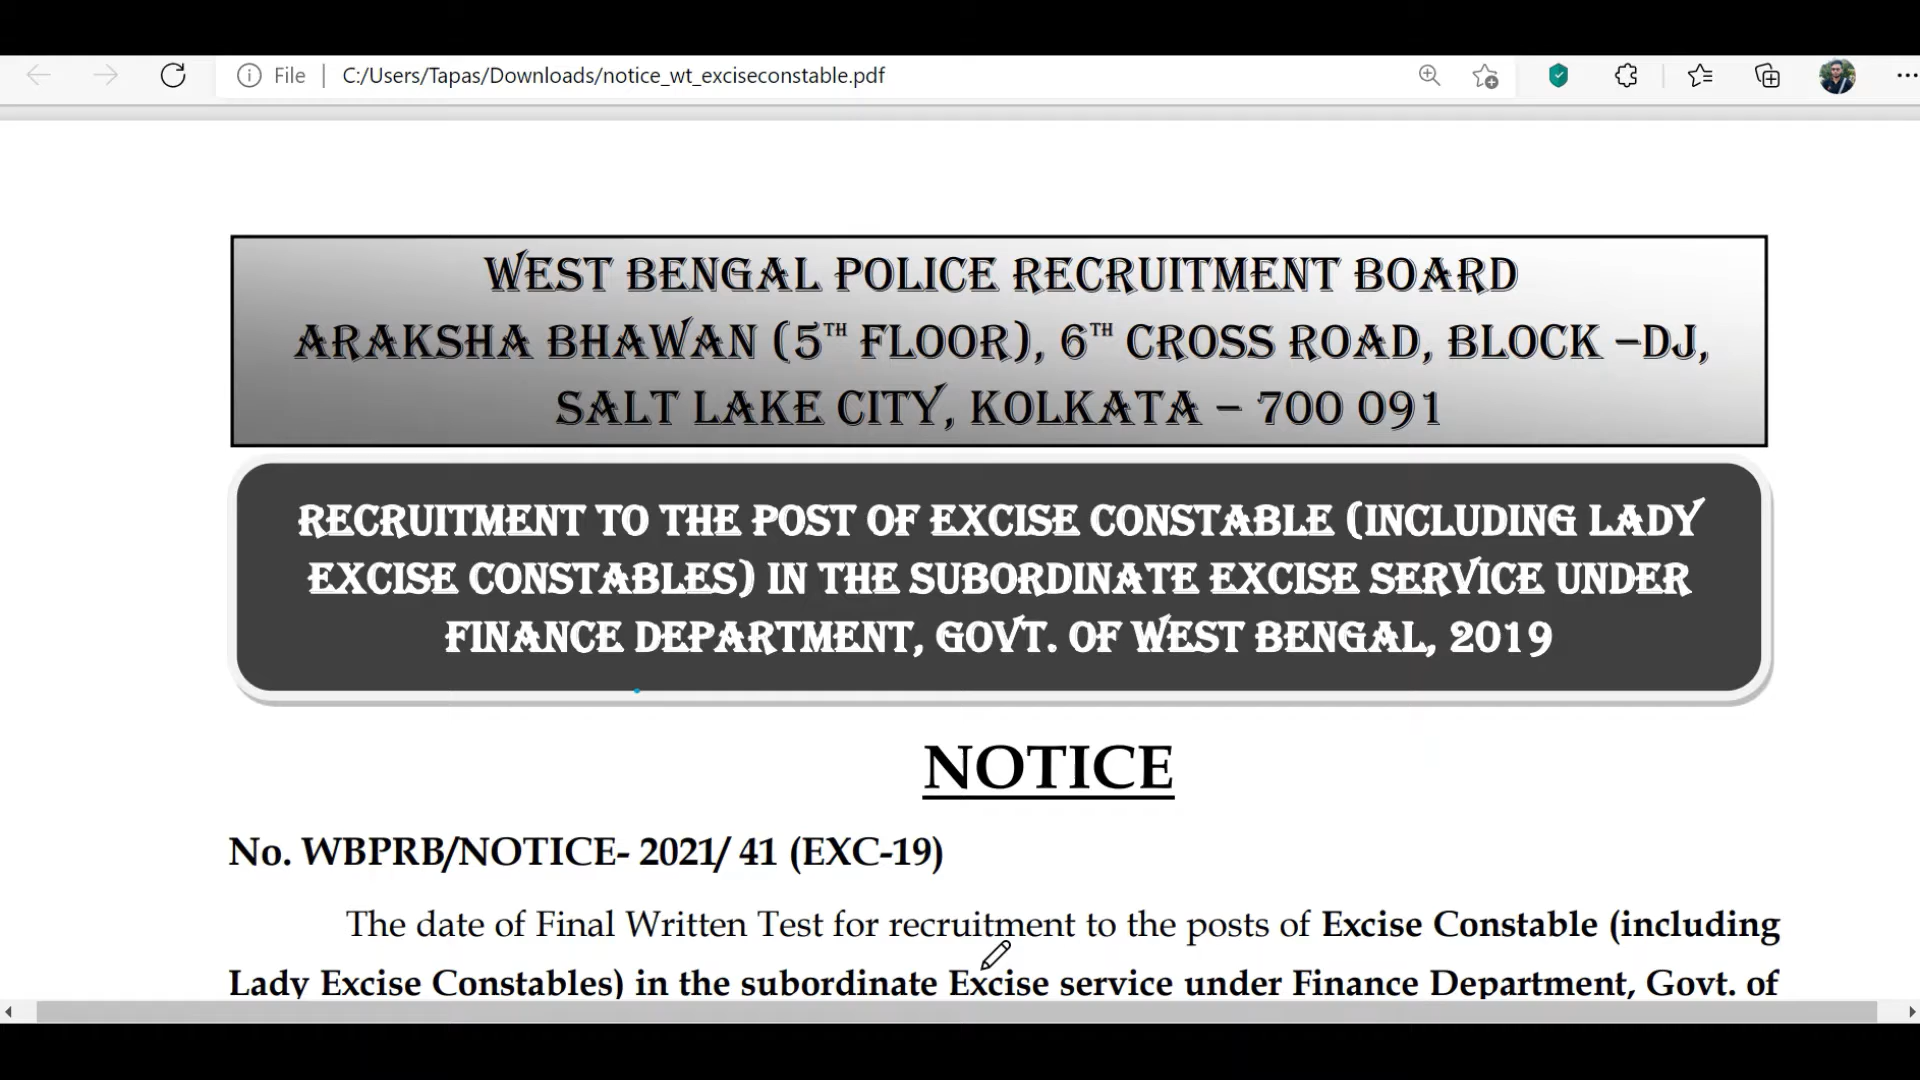 File | C:/Users/Tapas/Downloads/notice_wt_exciseconstable.pdf
WEST BENGAL POLICE RECRUITMENT BOARD
ARAKSHA BHAWAN (5TH FLOOR), 6TH CROSS ROAD, BLOCK –DJ,
SALT LAKE CITY, KOLKATA – 700 091
RECRUITMENT TO THE POST OF EXCISE CONSTABLE (INCLUDING LADY
EXCISE CONSTABLES) IN THE SUBORDINATE EXCISE SERVICE UNDER
FINANCE DEPARTMENT, GOVT. OF WEST BENGAL, 2019
NOTICE
No. WBPRB/NOTICE- 2021/ 41 (EXC-19)
The date of Final Written Test for recruitment to the posts of Excise Constable (including
Lady Excise Constables) in the subordinate Excise service under Finance Department, Govt. of